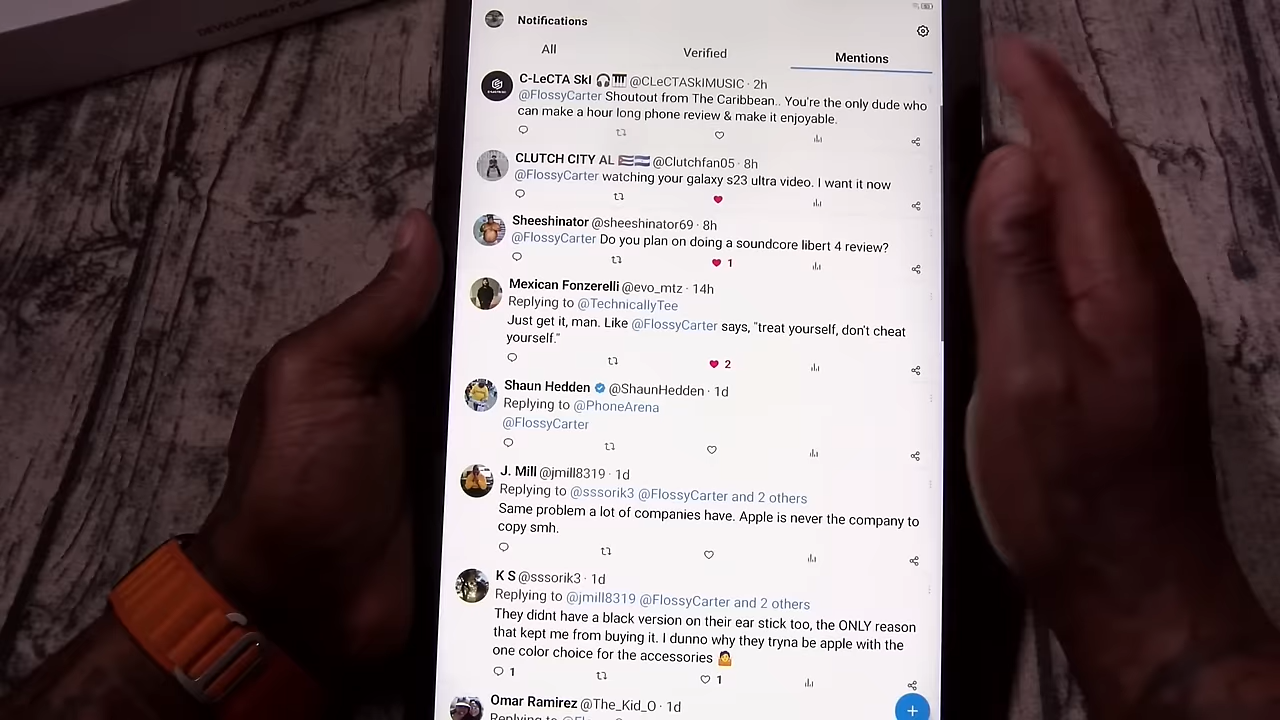 DEVELOPMENT
Notifications
All
Verified
Mentions
C-LeCTA SkI @CLeCTASkIMUSIC · 2h
@FlossyCarter Shoutout from The Caribbean.. You're the only dude who
can make a hour long phone review & make it enjoyable.
CLUTCH CITY AL @Clutchfan05 · 8h
@FlossyCarter watching your galaxy s23 ultra video. I want it now
Sheeshinator @sheeshinator69 · 8h
@FlossyCarter Do you plan on doing a soundcore libert 4 review?
1
Mexican Fonzerelli @evo_mtz · 14h
Replying to @TechnicallyTee
Just get it, man. Like @FlossyCarter says, "treat yourself, don't cheat
yourself."
2
Shaun Hedden @ShaunHedden · 1d
Replying to @PhoneArena
@FlossyCarter
J. Mill @jmill8319 · 1d
Replying to @sssorik3 @FlossyCarter and 2 others
Same problem a lot of companies have. Apple is never the company to
copy smh.
K S @sssorik3 · 1d
Replying to @jmill8319 @FlossyCarter and 2 others
They didnt have a black version on their ear stick too, the ONLY reason
that kept me from buying it. I dunno why they tryna be apple with the
one color choice for the accessories 🤷
1 1
Omar Ramirez @The_Kid_O · 1d
Replying to